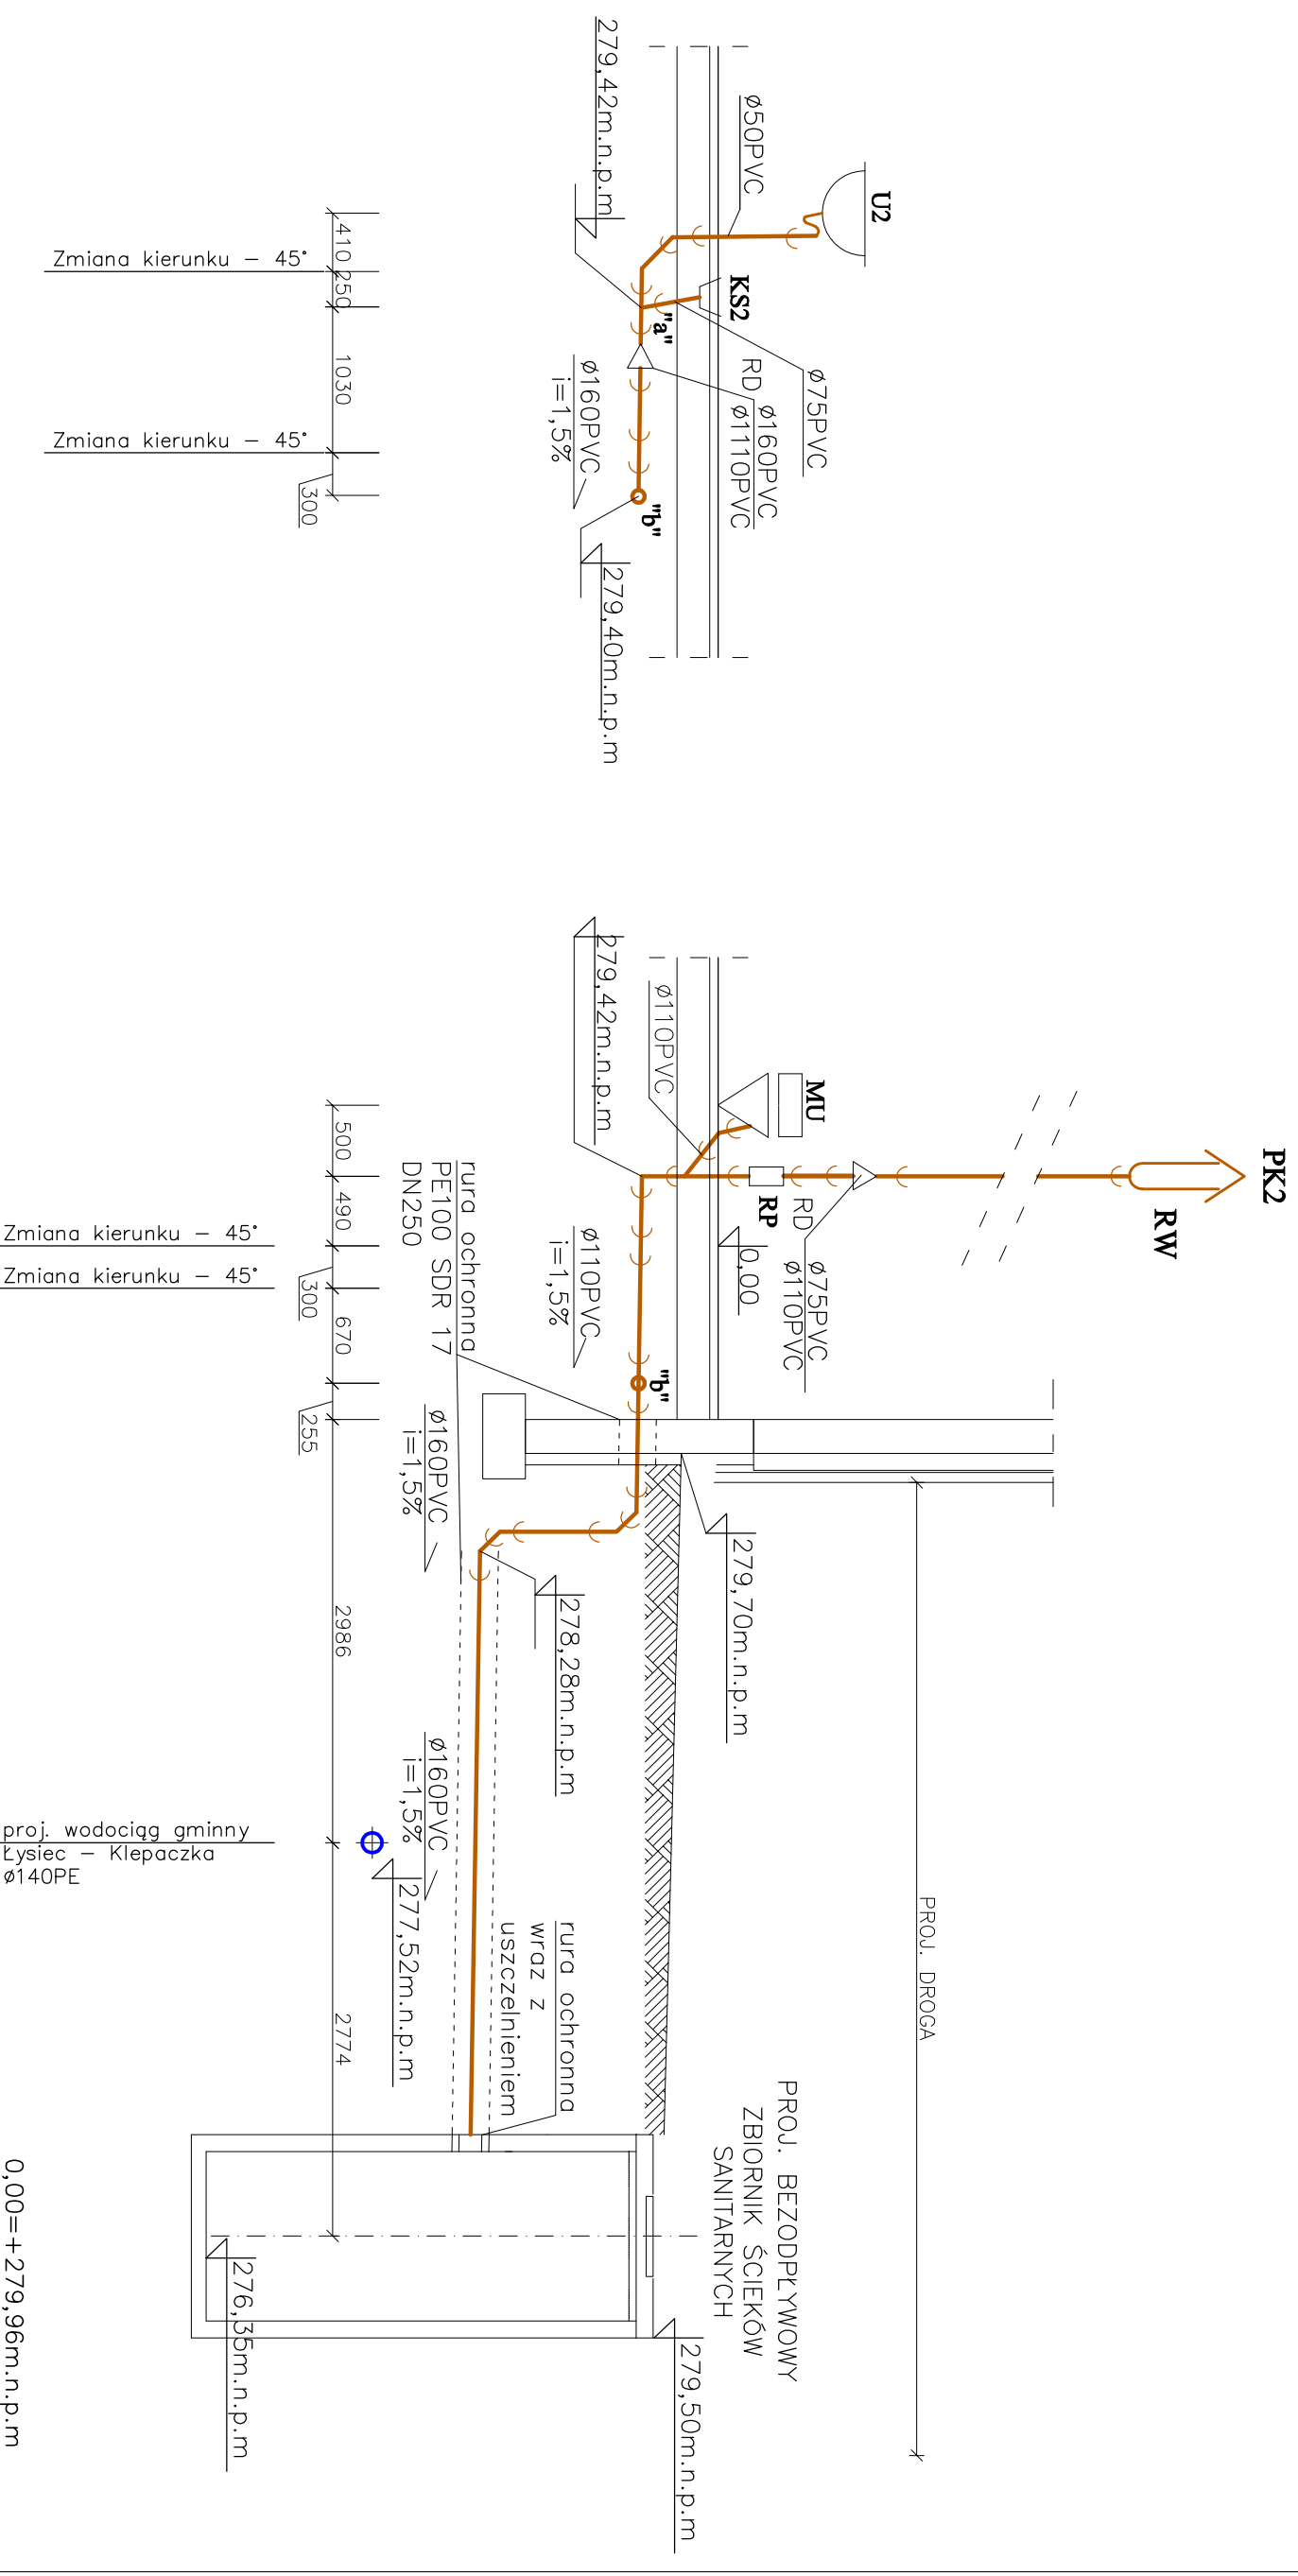 U2
ø50PVC
279,42m.n.p.m
KS2
"a"
ø75PVC
RD
ø160PVC
ø1110PVC
ø160PVC
i=1,5%
"b"
279,40m.n.p.m
410
250
1030
300
Zmiana kierunku – 45°
Zmiana kierunku – 45°
PK2
RW
MU
RP
RD
ø75PVC
ø110PVC
0,00
ø110PVC
279,42m.n.p.m
ø110PVC
i=1,5%
"b"
rura ochronna
PE100 SDR 17
DN250
ø160PVC
i=1,5%
279,70m.n.p.m
278,28m.n.p.m
ø160PVC
i=1,5%
277,52m.n.p.m
rura ochronna
wraz z
uszczelnieniem
PROJ. DROGA
PROJ. BEZODPŁYWOWY
ZBIORNIK ŚCIEKÓW
SANITARNYCH
279,50m.n.p.m
276,35m.n.p.m
500
490
300
670
255
2986
2774
Zmiana kierunku – 45°
Zmiana kierunku – 45°
proj. wodociąg gminny
Łysiec – Klepaczka
ø140PE
0,00=+279,96m.n.p.m